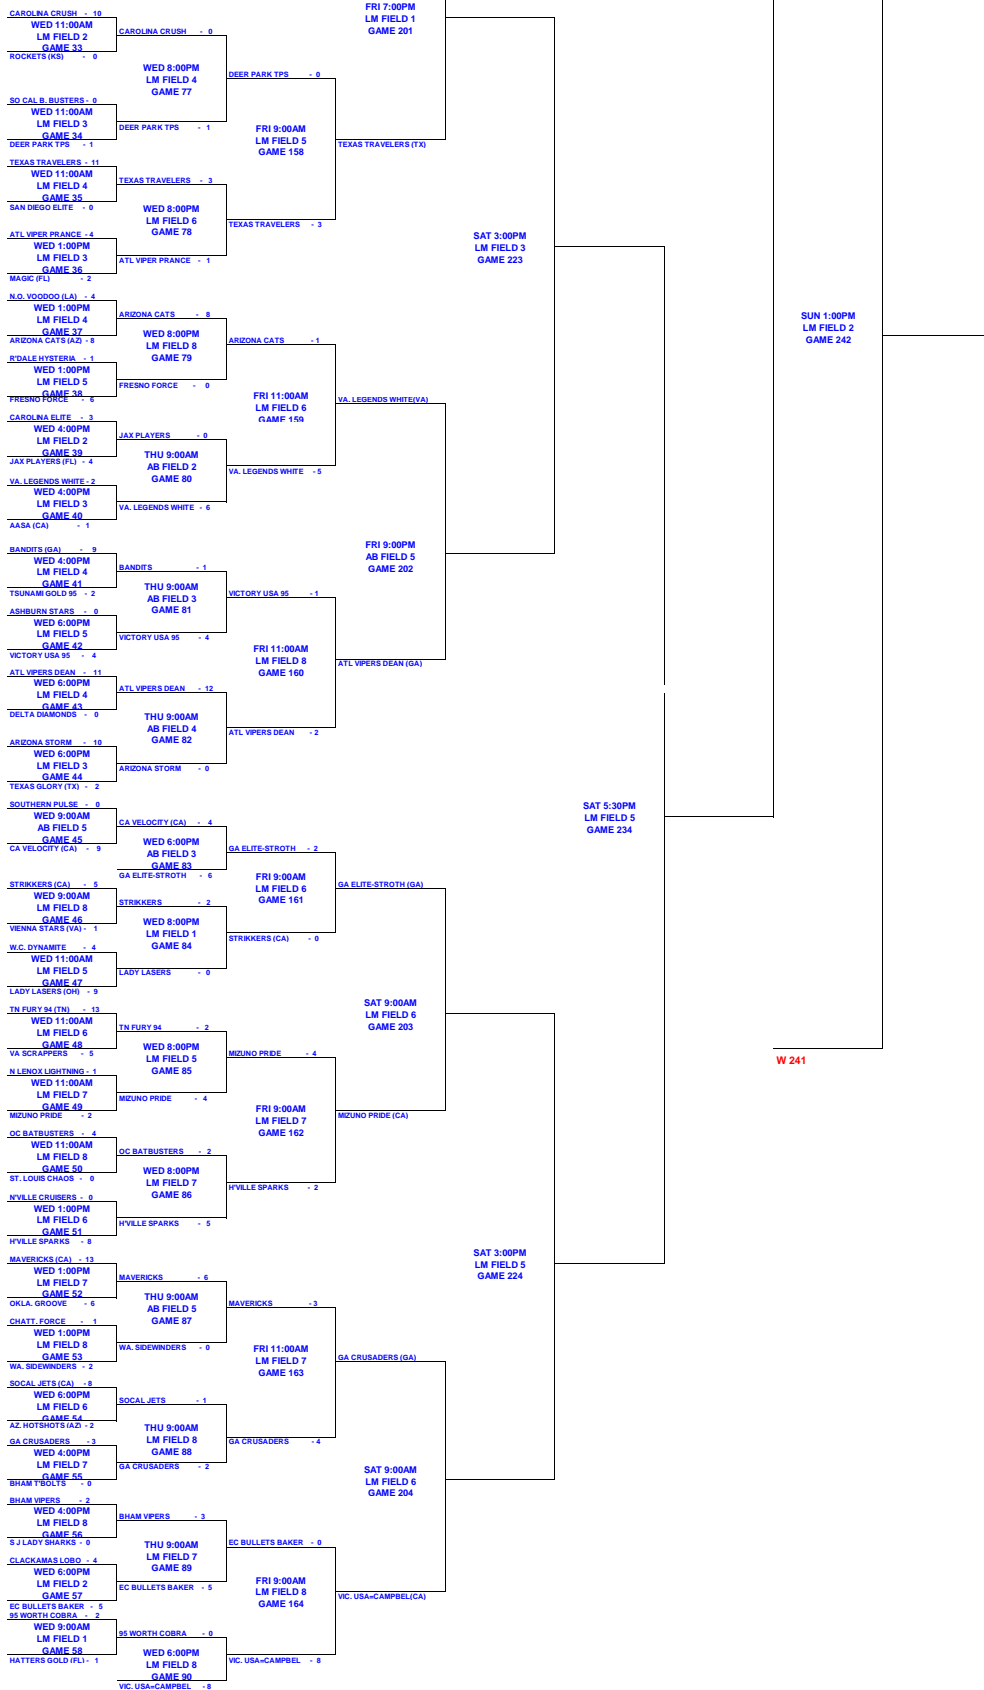 CAROLINA CRUSH - 10
WED 11:00AM
LM FIELD 2
GAME 33
ROCKETS (KS) - 0
SO CAL B. BUSTERS - 0
WED 11:00AM
LM FIELD 3
GAME 34
DEER PARK TPS - 1
TEXAS TRAVELERS - 11
WED 11:00AM
LM FIELD 4
GAME 35
SAN DIEGO ELITE - 0
ATL VIPER PRANCE - 4
WED 1:00PM
LM FIELD 3
GAME 36
MAGIC (FL) - 2
N.O. VOODOO (LA) - 4
WED 1:00PM
LM FIELD 4
GAME 37
ARIZONA CATS (AZ) - 8
R'DALE HYSTERIA - 1
WED 1:00PM
LM FIELD 5
GAME 38
FRESNO FORCE - 6
CAROLINA ELITE - 3
WED 4:00PM
LM FIELD 2
GAME 39
JAX PLAYERS (FL) - 4
VA. LEGENDS WHITE - 2
WED 4:00PM
LM FIELD 3
GAME 40
AASA (CA) - 1
BANDITS (GA) - 9
WED 4:00PM
LM FIELD 4
GAME 41
TSUNAMI GOLD 95 - 2
ASHBURN STARS - 0
WED 6:00PM
LM FIELD 5
GAME 42
VICTORY USA 95 - 4
ATL VIPERS DEAN - 11
WED 6:00PM
LM FIELD 4
GAME 43
DELTA DIAMONDS - 0
ARIZONA STORM - 10
WED 6:00PM
LM FIELD 3
GAME 44
TEXAS GLORY (TX) - 2
SOUTHERN PULSE - 0
WED 9:00AM
AB FIELD 5
GAME 45
CA VELOCITY (CA) - 9
STRIKKERS (CA) - 5
WED 9:00AM
LM FIELD 8
GAME 46
VIENNA STARS (VA) - 1
W.C. DYNAMITE - 4
WED 11:00AM
LM FIELD 5
GAME 47
LADY LASERS (OH) - 9
TN FURY 94 (TN) - 13
WED 11:00AM
LM FIELD 6
GAME 48
VA SCRAPPERS - 5
N LENOX LIGHTNING - 1
WED 11:00AM
LM FIELD 7
GAME 49
MIZUNO PRIDE - 2
OC BATBUSTERS - 4
WED 11:00AM
LM FIELD 8
GAME 50
ST. LOUIS CHAOS - 0
N'VILLE CRUISERS - 0
WED 1:00PM
LM FIELD 6
GAME 51
H'VILLE SPARKS - 8
MAVERICKS (CA) - 13
WED 1:00PM
LM FIELD 7
GAME 52
OKLA. GROOVE - 6
CHATT. FORCE - 1
WED 1:00PM
LM FIELD 8
GAME 53
WA. SIDEWINDERS - 2
SOCAL JETS (CA) - 8
WED 6:00PM
LM FIELD 6
GAME 54
AZ. HOTSHOTS (AZ) - 2
GA CRUSADERS - 3
WED 4:00PM
LM FIELD 7
GAME 55
BHAM T'BOLTS - 0
BHAM VIPERS - 2
WED 4:00PM
LM FIELD 8
GAME 56
S J LADY SHARKS - 0
CLACKAMAS LOBO - 4
WED 6:00PM
LM FIELD 2
GAME 57
EC BULLETS BAKER - 5
95 WORTH COBRA - 2
WED 9:00AM
LM FIELD 1
GAME 58
HATTERS GOLD (FL) - 1
CAROLINA CRUSH - 0
WED 8:00PM
LM FIELD 4
GAME 77
DEER PARK TPS - 1
TEXAS TRAVELERS - 3
WED 8:00PM
LM FIELD 6
GAME 78
ATL VIPER PRANCE - 1
ARIZONA CATS - 8
WED 8:00PM
LM FIELD 8
GAME 79
FRESNO FORCE - 0
JAX PLAYERS - 0
THU 9:00AM
AB FIELD 2
GAME 80
VA. LEGENDS WHITE - 6
BANDITS - 1
THU 9:00AM
AB FIELD 3
GAME 81
VICTORY USA 95 - 4
ATL VIPERS DEAN - 12
THU 9:00AM
AB FIELD 4
GAME 82
ARIZONA STORM - 0
CA VELOCITY (CA) - 4
WED 6:00PM
AB FIELD 3
GAME 83
GA ELITE-STROTH - 6
STRIKKERS - 2
WED 8:00PM
LM FIELD 1
GAME 84
LADY LASERS - 0
TN FURY 94 - 2
WED 8:00PM
LM FIELD 5
GAME 85
MIZUNO PRIDE - 4
OC BATBUSTERS - 2
WED 8:00PM
LM FIELD 7
GAME 86
H'VILLE SPARKS - 5
MAVERICKS - 6
THU 9:00AM
AB FIELD 5
GAME 87
WA. SIDEWINDERS - 0
SOCAL JETS - 1
THU 9:00AM
LM FIELD 8
GAME 88
GA CRUSADERS - 2
BHAM VIPERS - 3
THU 9:00AM
LM FIELD 7
GAME 89
EC BULLETS BAKER - 5
95 WORTH COBRA - 0
WED 6:00PM
LM FIELD 8
GAME 90
VIC. USA=CAMPBEL - 8
DEER PARK TPS - 0
FRI 9:00AM
LM FIELD 5
GAME 158
TEXAS TRAVELERS - 3
ARIZONA CATS - 1
FRI 11:00AM
LM FIELD 6
GAME 159
VA. LEGENDS WHITE - 5
VICTORY USA 95 - 1
FRI 11:00AM
LM FIELD 8
GAME 160
ATL VIPERS DEAN - 2
GA ELITE-STROTH - 2
FRI 9:00AM
LM FIELD 6
GAME 161
STRIKKERS (CA) - 0
MIZUNO PRIDE - 4
FRI 9:00AM
LM FIELD 7
GAME 162
H'VILLE SPARKS - 2
MAVERICKS - 3
FRI 11:00AM
LM FIELD 7
GAME 163
GA CRUSADERS - 4
EC BULLETS BAKER - 0
FRI 9:00AM
LM FIELD 8
GAME 164
VIC. USA=CAMPBEL - 8
FRI 7:00PM
LM FIELD 1
GAME 201
TEXAS TRAVELERS (TX)
VA. LEGENDS WHITE(VA)
FRI 9:00PM
AB FIELD 5
GAME 202
ATL VIPERS DEAN (GA)
GA ELITE-STROTH (GA)
SAT 9:00AM
LM FIELD 6
GAME 203
MIZUNO PRIDE (CA)
GA CRUSADERS (GA)
SAT 9:00AM
LM FIELD 6
GAME 204
VIC. USA=CAMPBEL(CA)
SAT 3:00PM
LM FIELD 3
GAME 223
SAT 3:00PM
LM FIELD 5
GAME 224
SAT 5:30PM
LM FIELD 5
GAME 234
SUN 1:00PM
LM FIELD 2
GAME 242
W 241